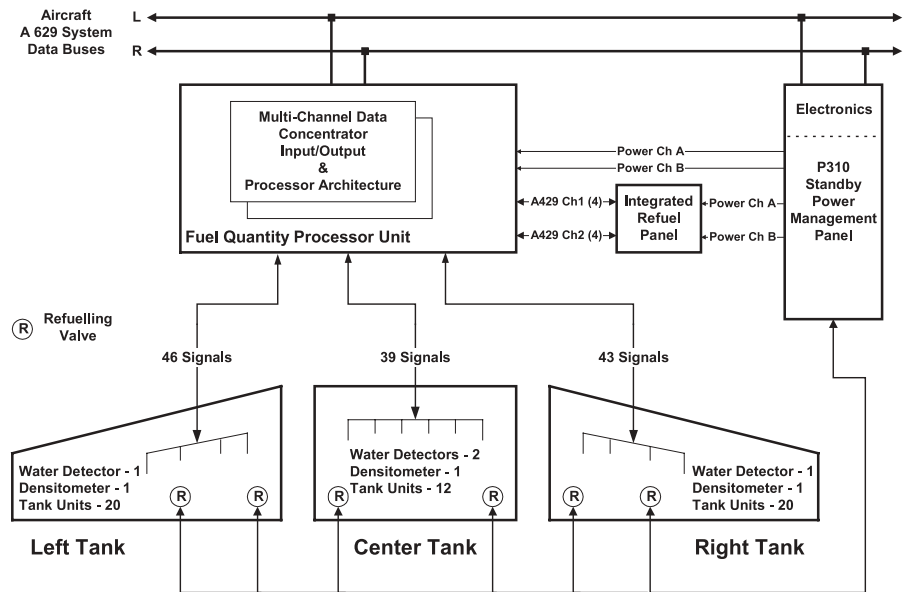 Aircraft
A 629 System
Data Buses
L
R
Multi-Channel Data
Concentrator
Input/Output
&
Processor Architecture
Fuel Quantity Processor Unit
Electronics
P310
Standby
Power
Management
Panel
Power Ch A
Power Ch B
A429 Ch1 (4)
A429 Ch2 (4)
Integrated
Refuel
Panel
Power Ch A
Power Ch B
R
Refuelling
Valve
46 Signals
39 Signals
43 Signals
Water Detector - 1
Densitometer - 1
Tank Units - 20
R
R
Water Detectors - 2
Densitometer - 1
Tank Units - 12
R
R
Water Detector - 1
Densitometer - 1
Tank Units - 20
R
R
Left Tank
Center Tank
Right Tank